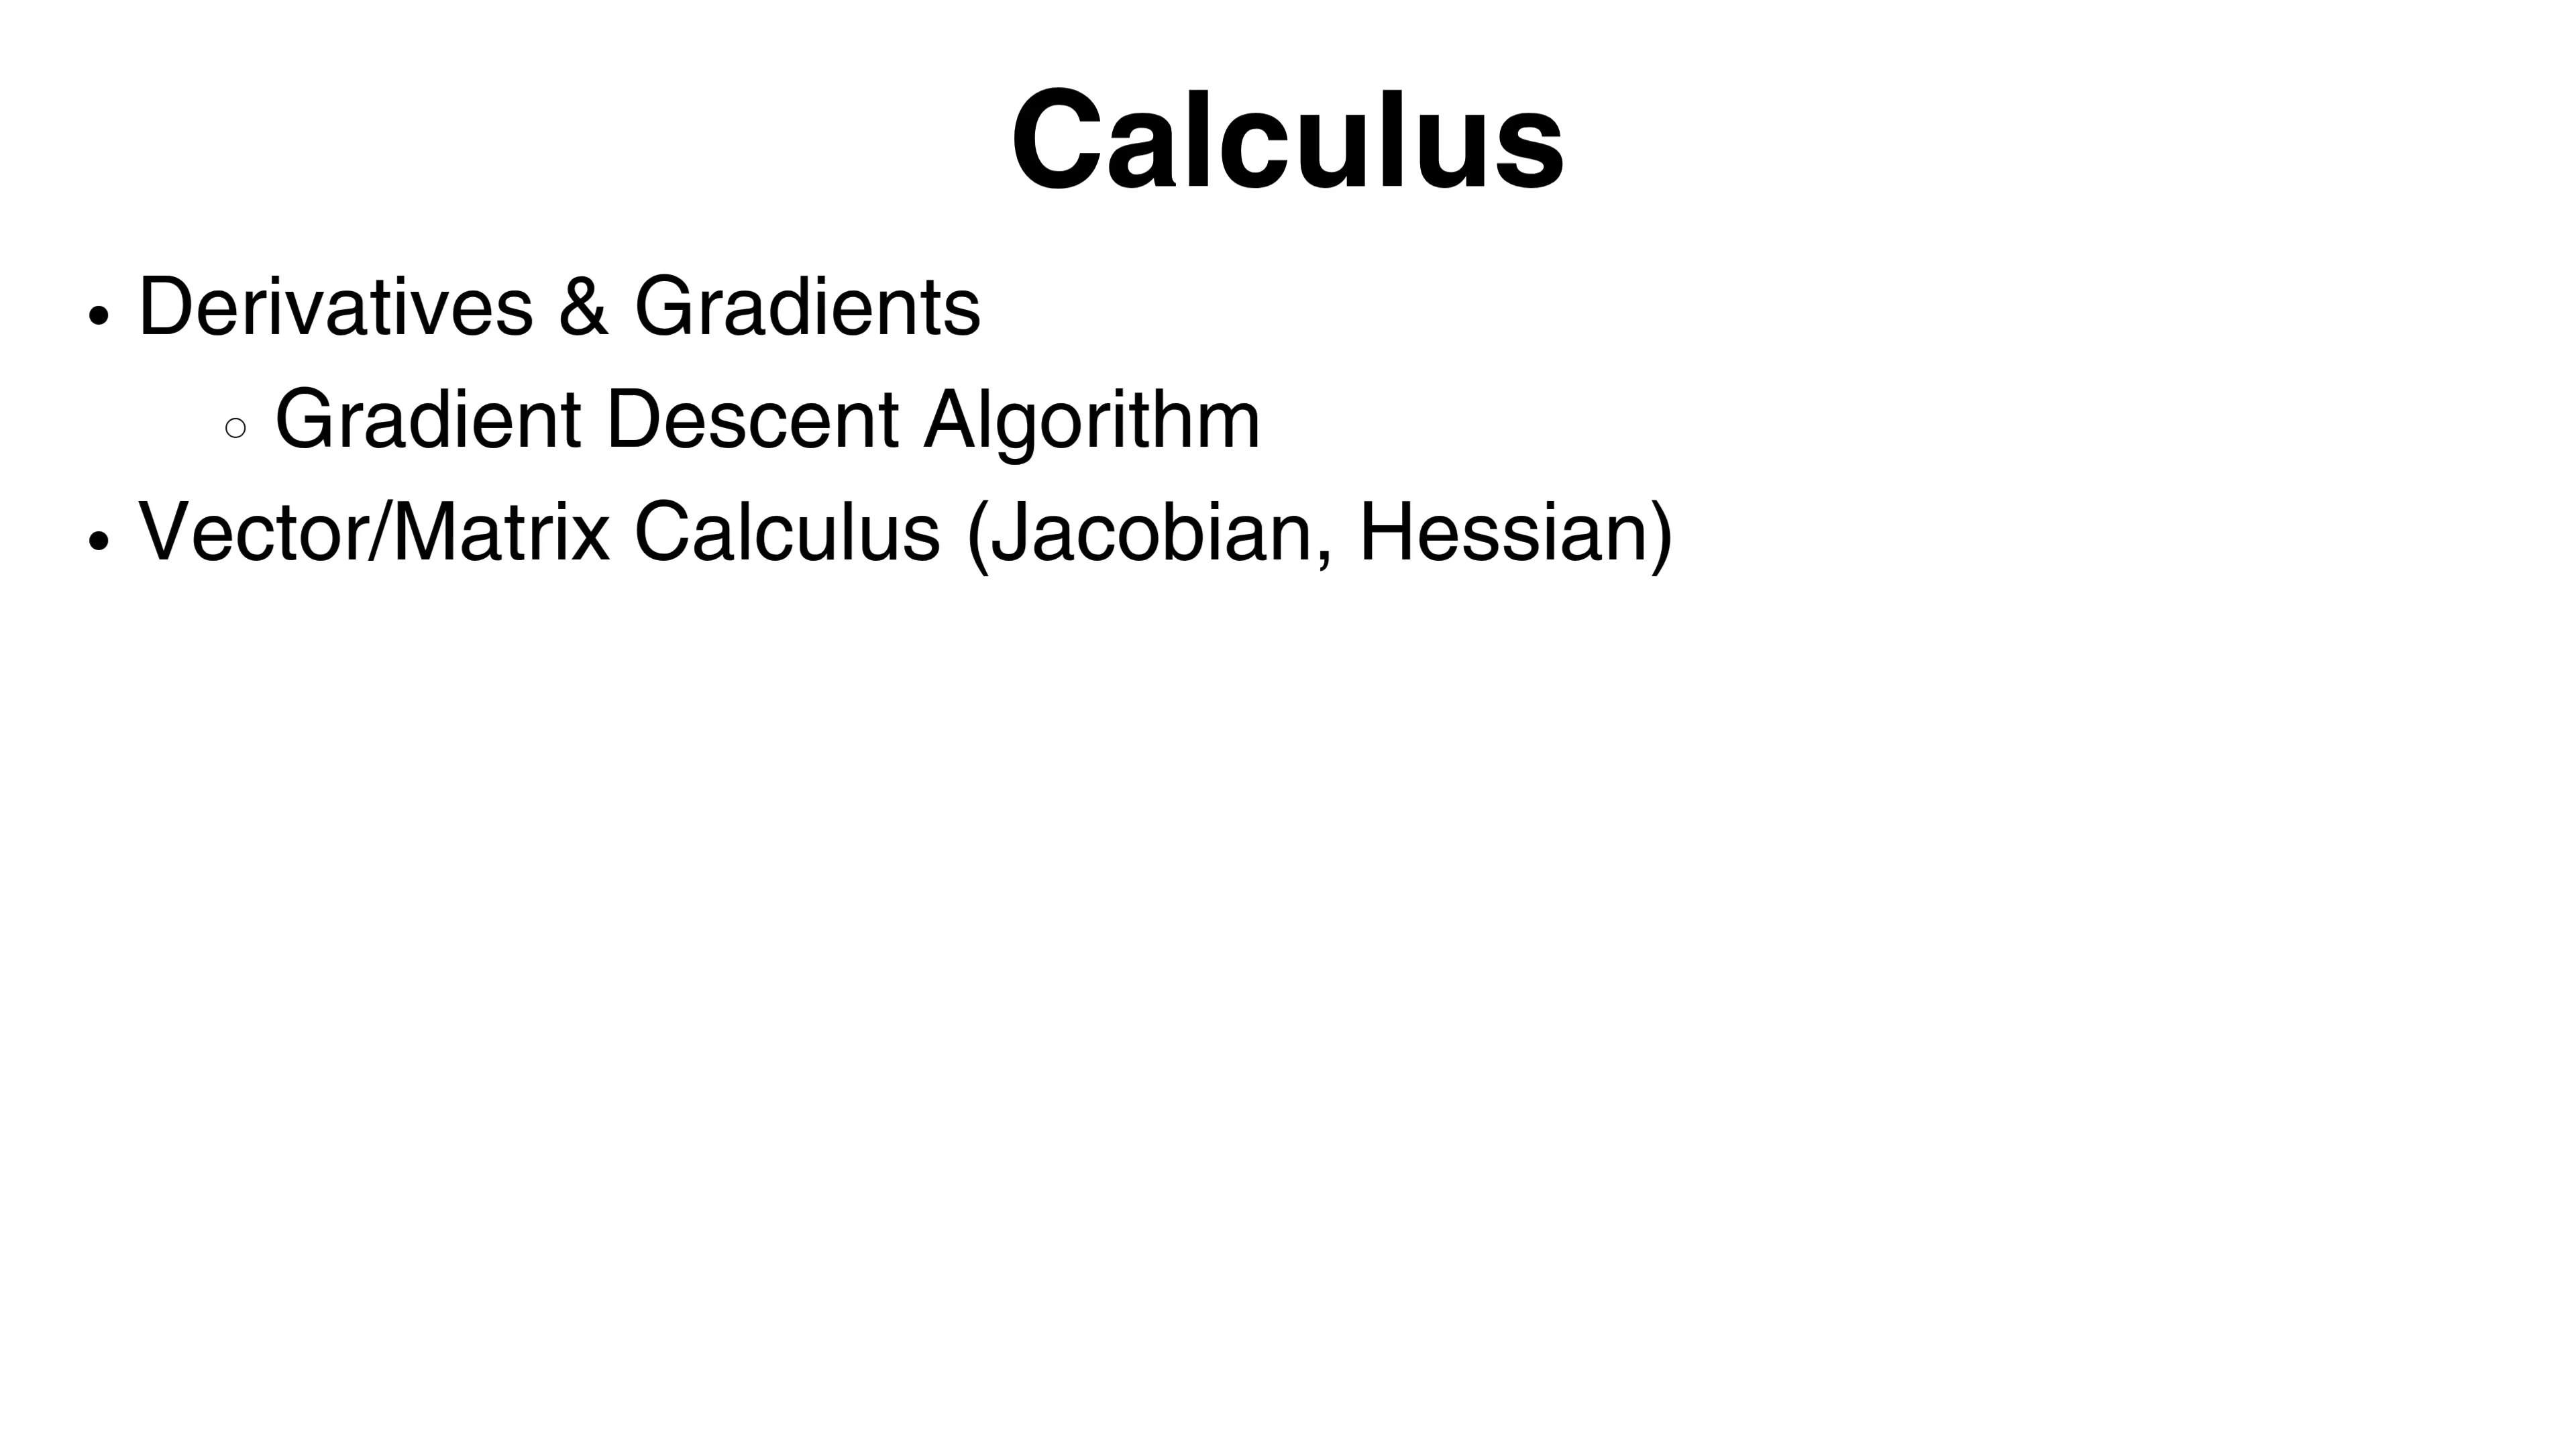 Calculus
• Derivatives & Gradients
◦ Gradient Descent Algorithm
• Vector/Matrix Calculus (Jacobian, Hessian)